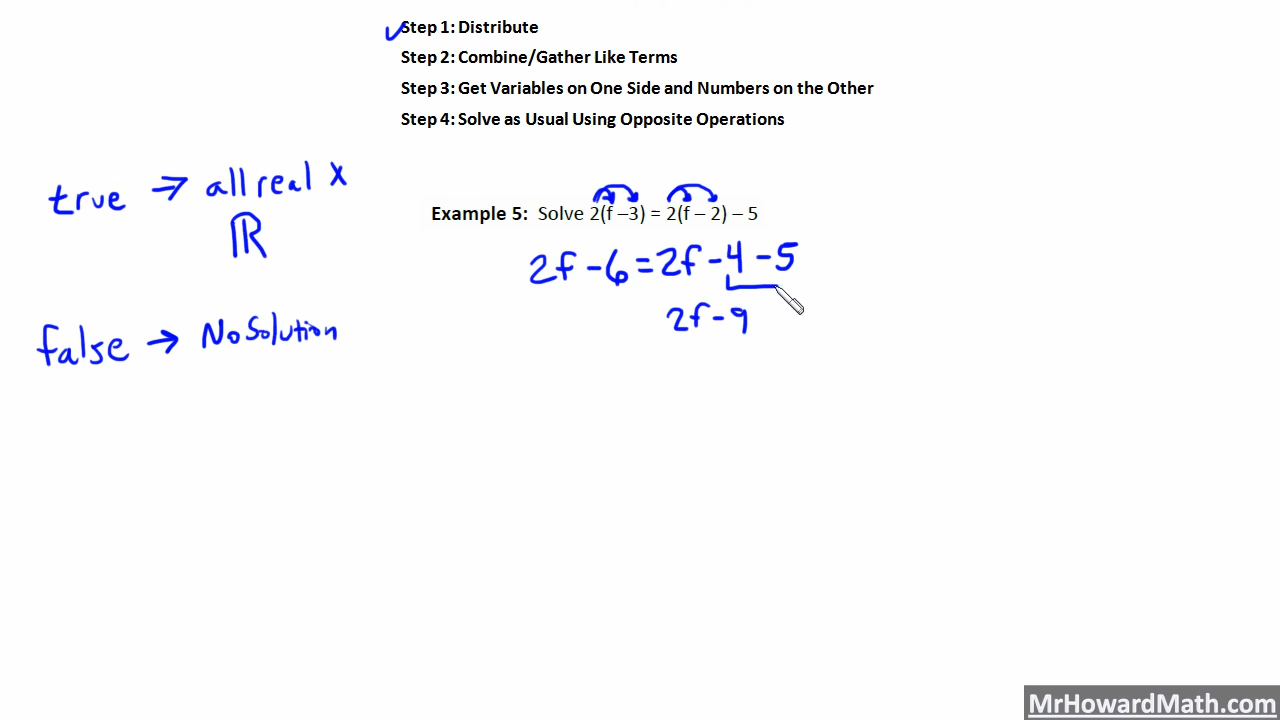 Step 1: Distribute
Step 2: Combine/Gather Like Terms
Step 3: Get Variables on One Side and Numbers on the Other
Step 4: Solve as Usual Using Opposite Operations
true → all real x
ℝ
Example 5: Solve 2(f –3) = 2(f – 2) – 5
2f - 6 = 2f - 4 - 5
2f - 9
false → No Solution
MrHowardMath.com